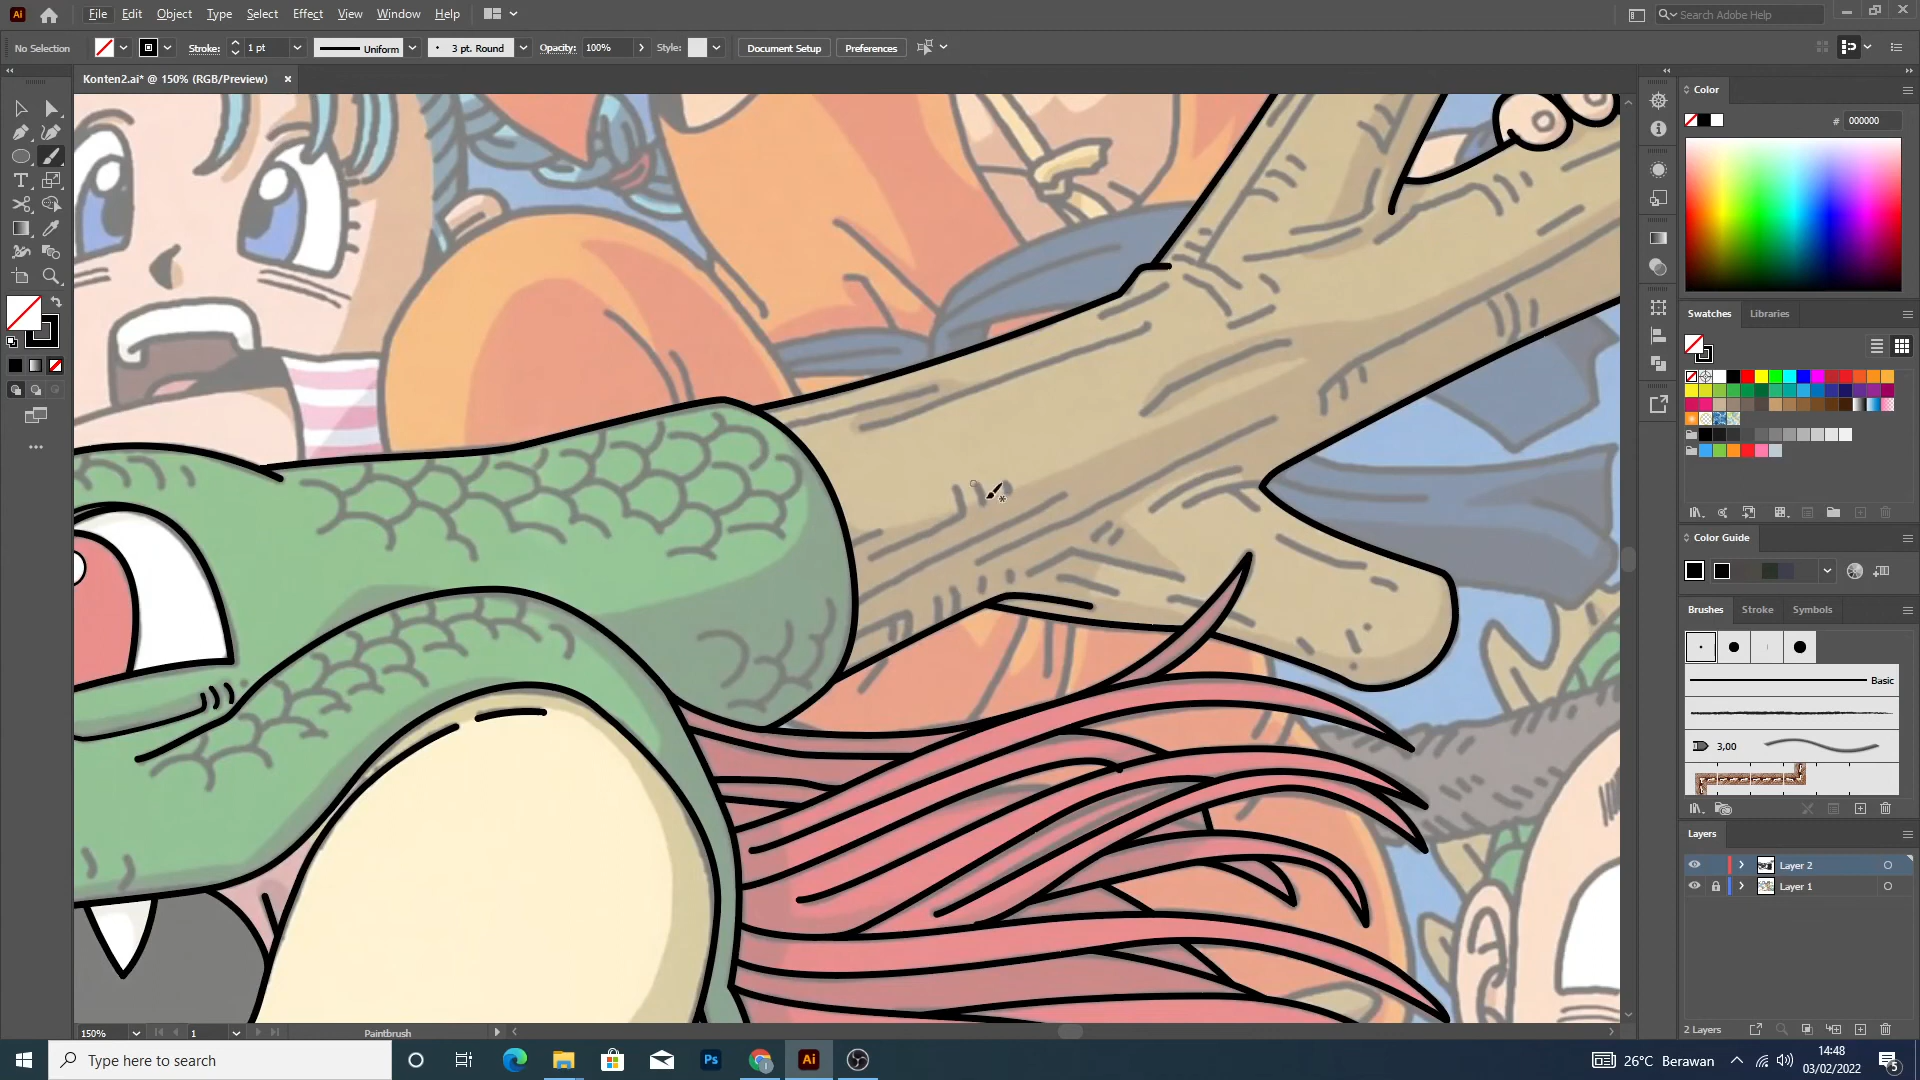 Ai File Edit Object Type Select Effect View Window Help Search Adobe Help
No Selection Stroke: 1 pt Uniform 3 pt. Round Opacity: 100% Style: Document Setup Preferences
Konten2.ai* @ 150% (RGB/Preview)
Color
# 000000
Swatches Libraries
Color Guide
Brushes Stroke Symbols
Basic
3,00
Layers
Layer 2
Layer 1
2 Layers
150% 1 Paintbrush
Type here to search Ps Ai 26°C Berawan 14:48
03/02/2022
5